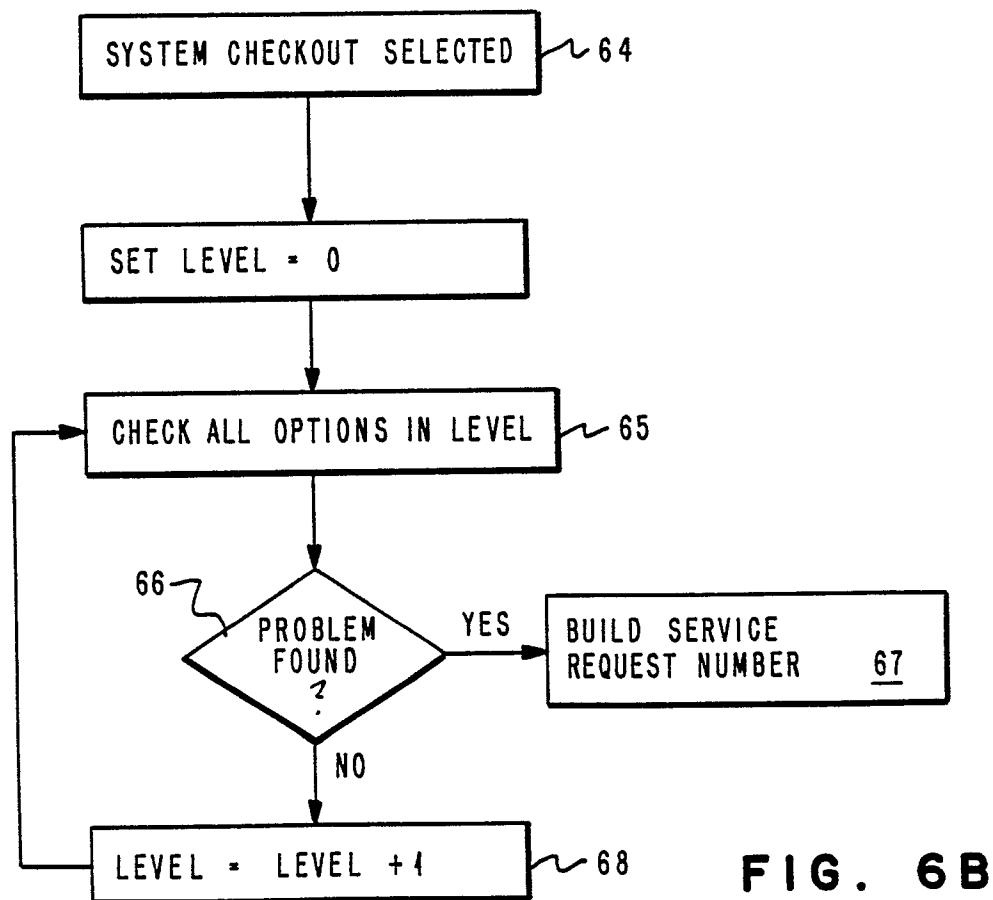 SYSTEM CHECKOUT SELECTED
64
SET LEVEL = 0
CHECK ALL OPTIONS IN LEVEL
65
66
PROBLEM
FOUND
?
YES
BUILD SERVICE
REQUEST NUMBER 67
NO
LEVEL = LEVEL +1
68
FIG. 6B